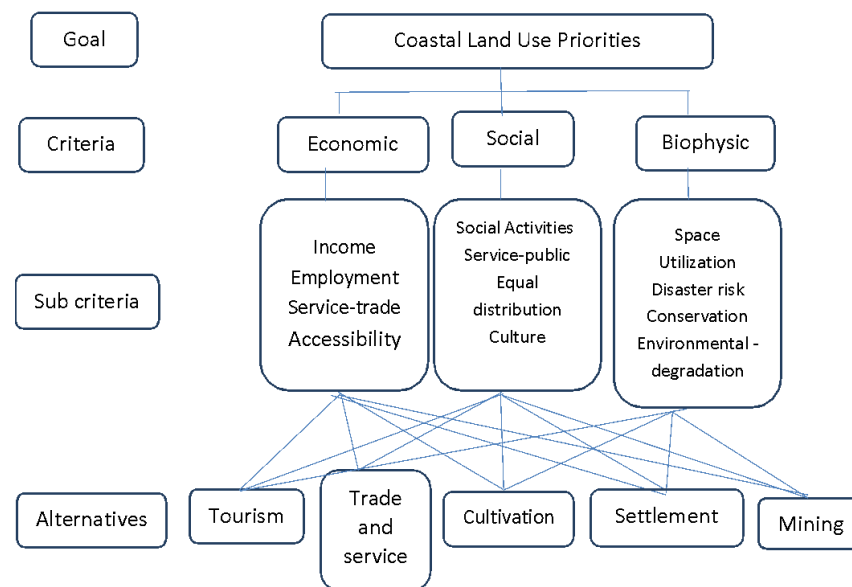 Goal
Coastal Land Use Priorities
Criteria
Economic
Social
Biophysic
Sub criteria
Income
Employment
Service-trade
Accessibility
Social Activities
Service-public
Equal
distribution
Culture
Space
Utilization
Disaster risk
Conservation
Environmental -
degradation
Alternatives
Tourism
Trade
and
service
Cultivation
Settlement
Mining